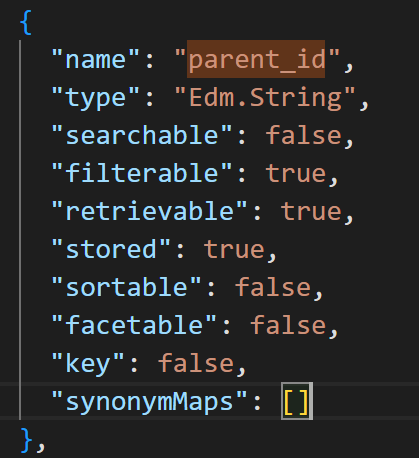 {
"name": "parent_id",
"type": "Edm.String",
"searchable": false,
"filterable": true,
"retrievable": true,
"stored": true,
"sortable": false,
"facetable": false,
"key": false,
"synonymMaps": []
},